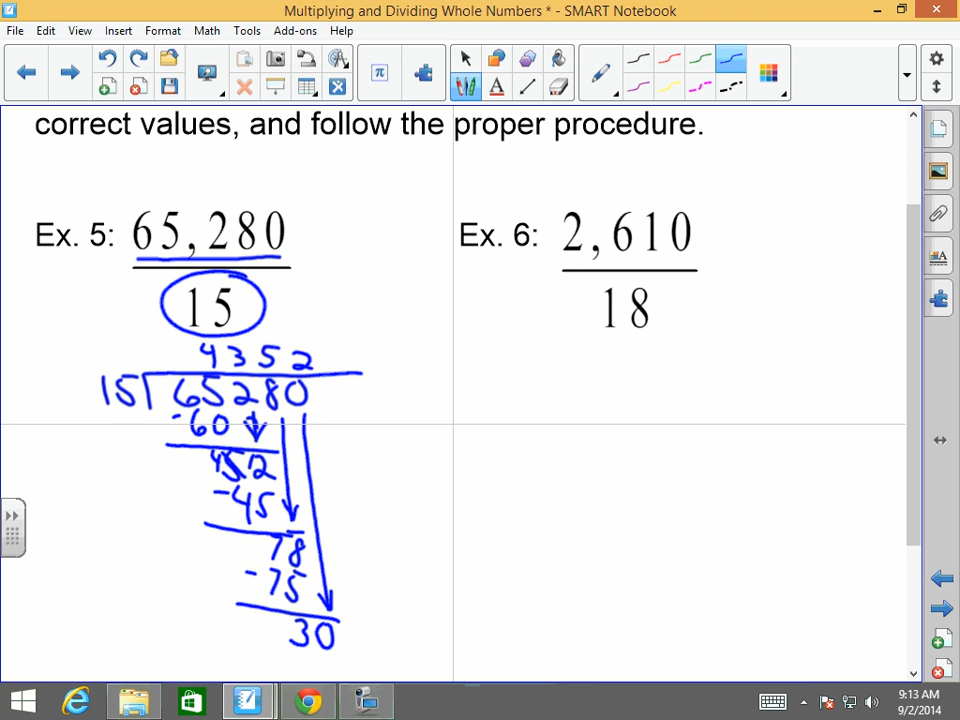 Multiplying and Dividing Whole Numbers * - SMART Notebook
File Edit View Insert Format Math Tools Add-ons Help
correct values, and follow the proper procedure.
Ex. 5: 65,280
15
4352
15 65280
-60
52
-45
78
-75
30
Ex. 6: 2,610
18
9:13 AM
9/2/2014